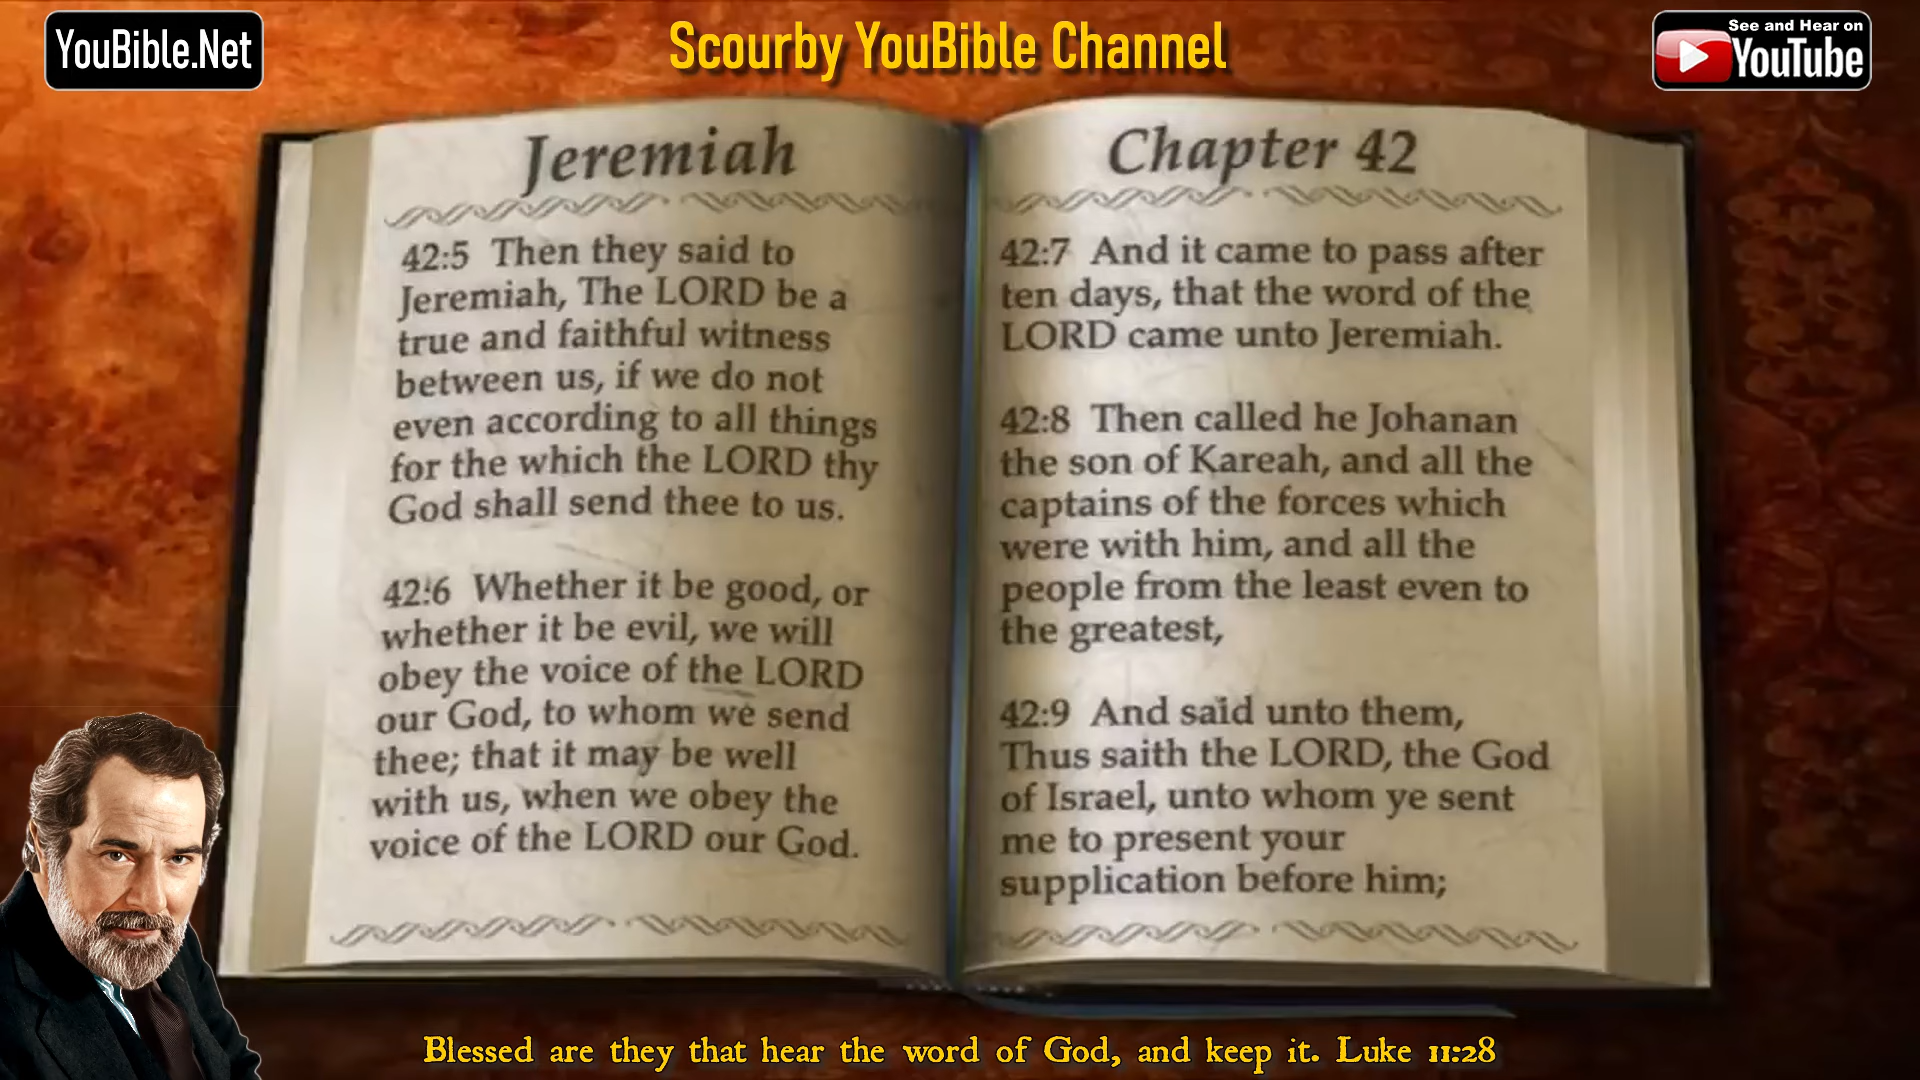 YouBible.Net
Scourby YouBible Channel
See and Hear on
YouTube
Jeremiah
42:5 Then they said to
Jeremiah, The LORD be a
true and faithful witness
between us, if we do not
even according to all things
for the which the LORD thy
God shall send thee to us.
42:6 Whether it be good, or
whether it be evil, we will
obey the voice of the LORD
our God, to whom we send
thee; that it may be well
with us, when we obey the
voice of the LORD our God.
Chapter 42
42:7 And it came to pass after
ten days, that the word of the
LORD came unto Jeremiah.
42:8 Then called he Johanan
the son of Kareah, and all the
captains of the forces which
were with him, and all the
people from the least even to
the greatest,
42:9 And said unto them,
Thus saith the LORD, the God
of Israel, unto whom ye sent
me to present your
supplication before him;
Blessed are they that hear the word of God, and keep it. Luke 11:28